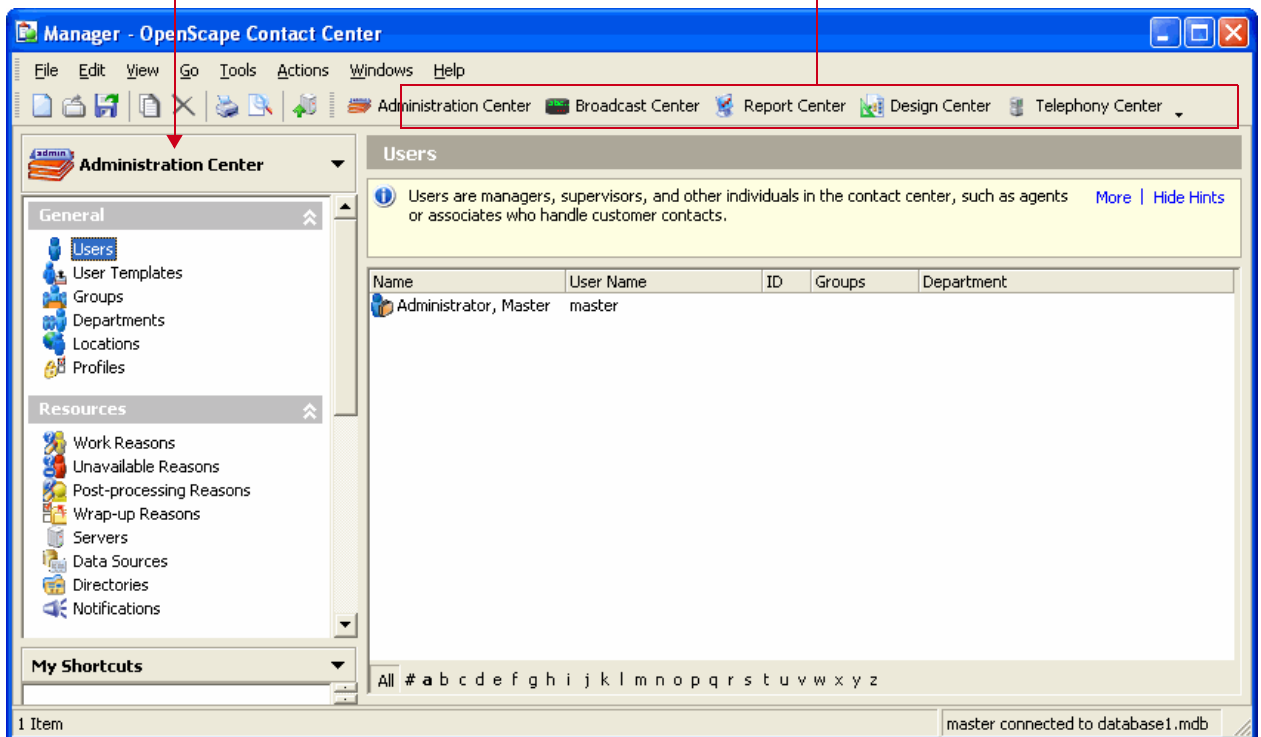 Manager - OpenScape Contact Center
File Edit View Go Tools Actions Windows Help
Administration Center Broadcast Center Report Center Design Center Telephony Center
admin
Administration Center
Users
Users are managers, supervisors, and other individuals in the contact center, such as agents
or associates who handle customer contacts.
More | Hide Hints
General
Users
User Templates
Groups
Departments
Locations
Profiles
Resources
Work Reasons
Unavailable Reasons
Post-processing Reasons
Wrap-up Reasons
Servers
Data Sources
Directories
Notifications
My Shortcuts
Name User Name ID Groups Department
Administrator, Master master
All # a b c d e f g h i j k l m n o p q r s t u v w x y z
1 Item
master connected to database1.mdb